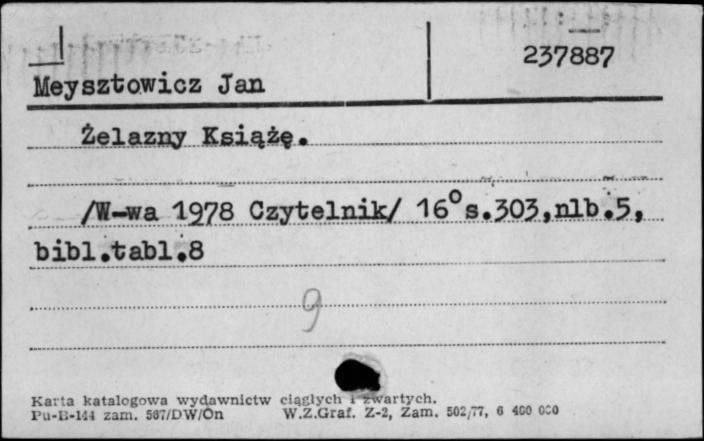 237887
Meysztowicz Jan
Żelazny Książę.
/W-wa 1978 Czytelnik/ 16° s.303,nlb.5,
bibl.tabl.8
9
Karta katalogowa wydawnictw ciągłych i zwartych.
Pu-B-144 zam. 567/DW/On W.Z.Graf. Z-2, Zam. 502/77, 6 400 000